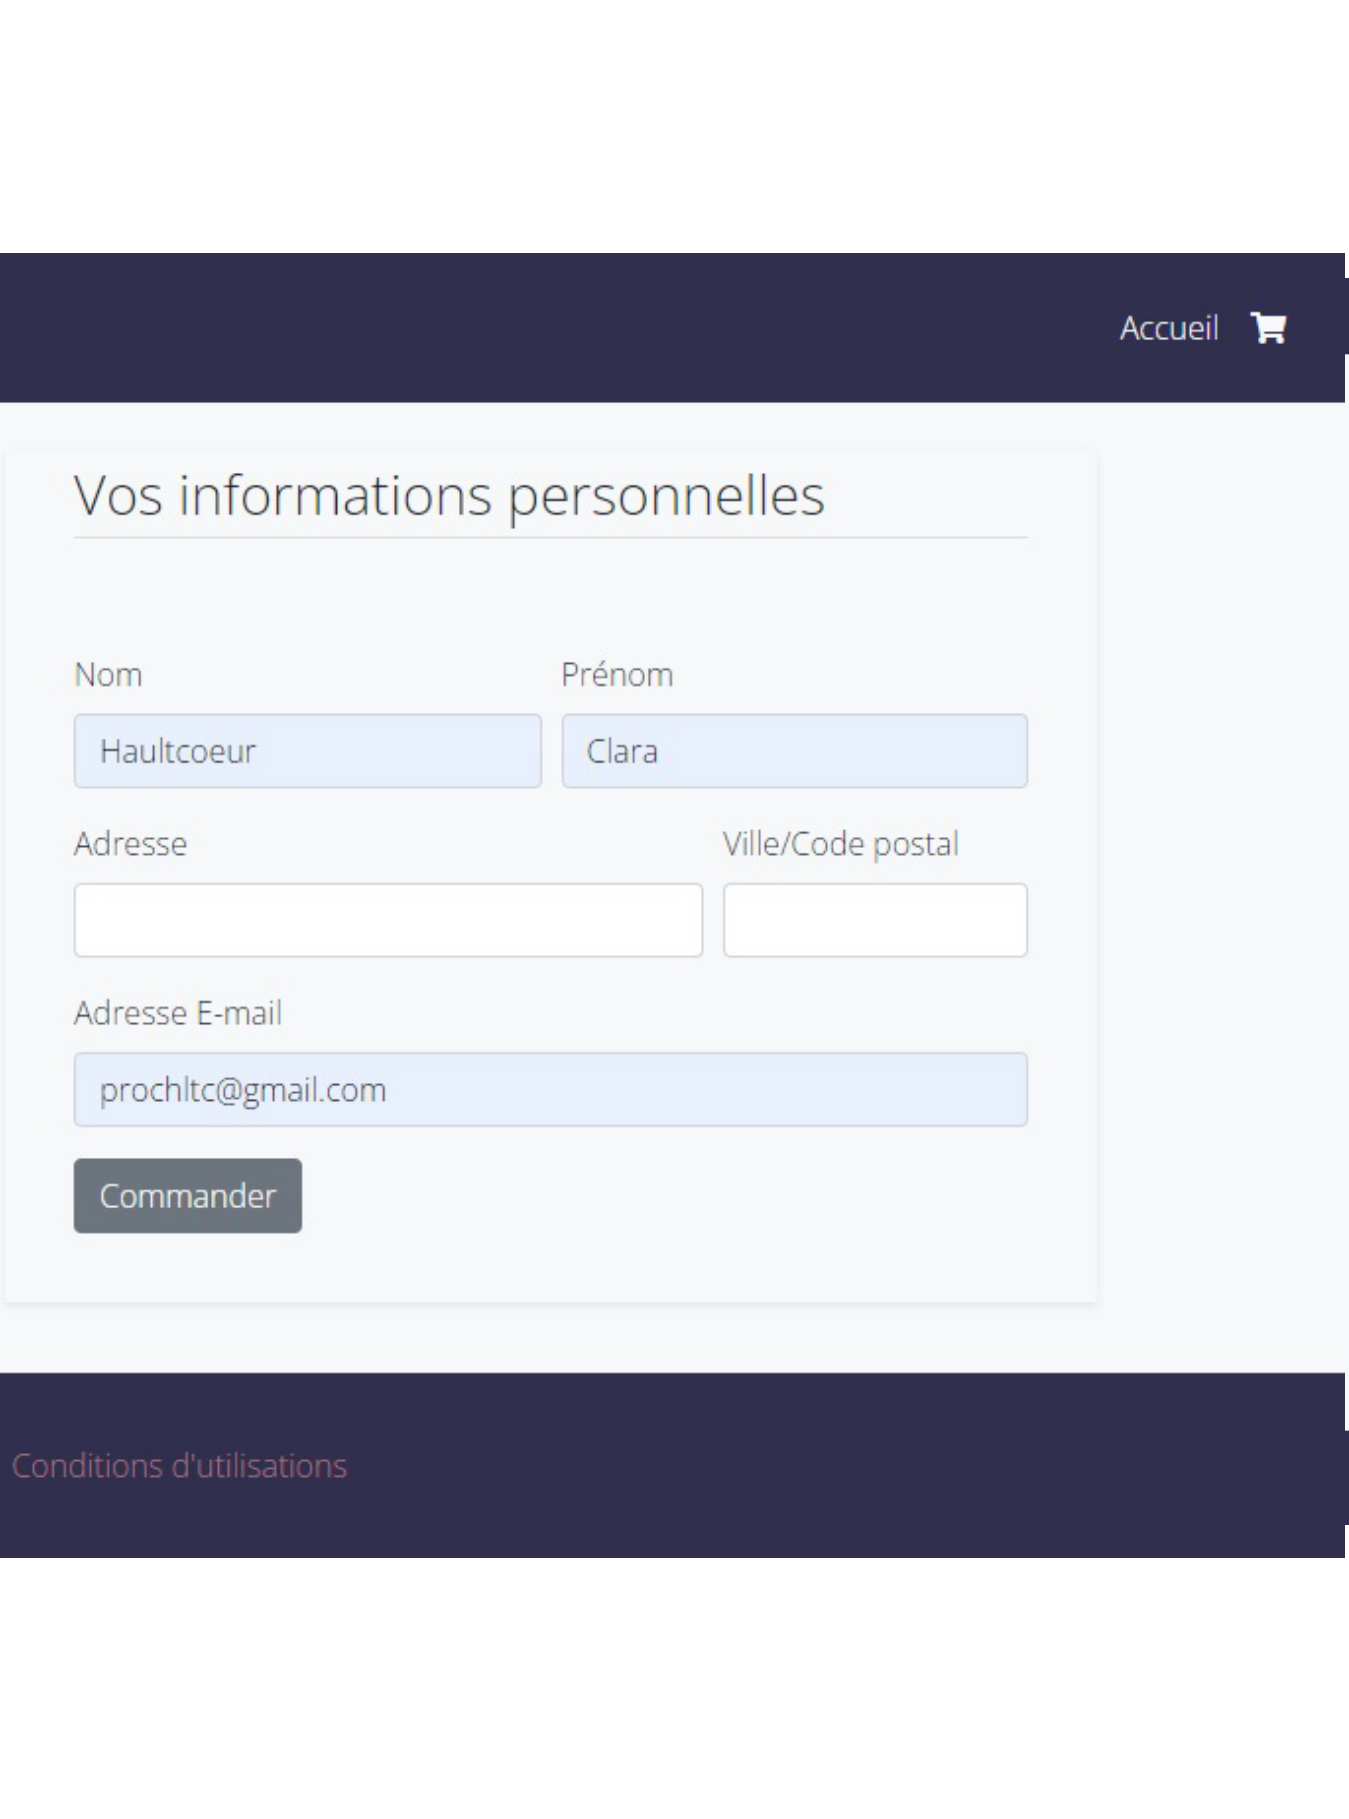 Accueil
Vos informations personnelles
Nom Prénom
Haultcoeur Clara
Adresse Ville/Code postal
Adresse E-mail
prochltc@gmail.com
Commander
Conditions d'utilisations